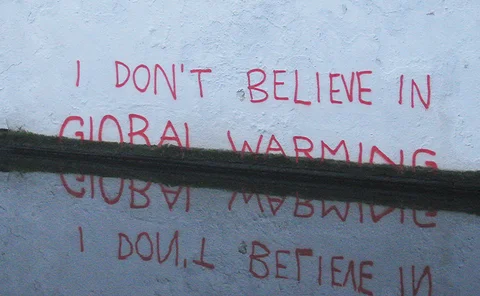 I DON'T BELIEVE IN
GLOBAL WARMING